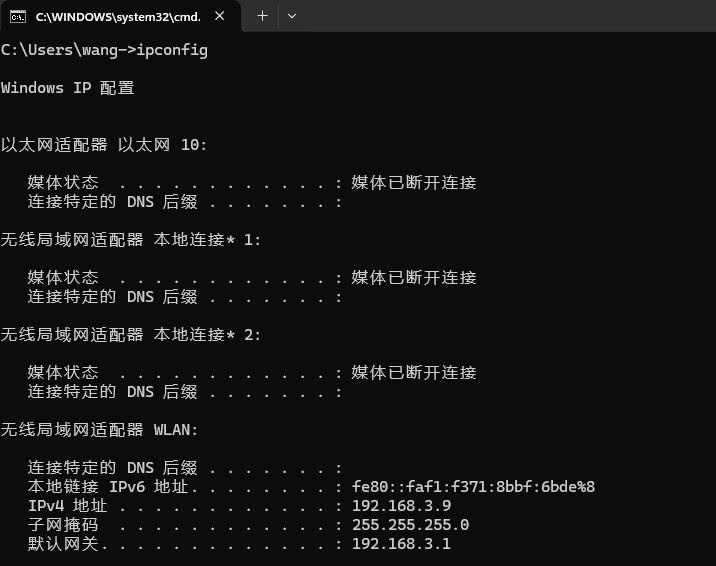 C:\WINDOWS\system32\cmd.
C:\Users\wang->ipconfig
Windows IP 配置
以太网适配器 以太网 10:
媒体状态 . . . . . . . . . . . . : 媒体已断开连接
连接特定的 DNS 后缀 . . . . . . . :
无线局域网适配器 本地连接* 1:
媒体状态 . . . . . . . . . . . . : 媒体已断开连接
连接特定的 DNS 后缀 . . . . . . . :
无线局域网适配器 本地连接* 2:
媒体状态 . . . . . . . . . . . . : 媒体已断开连接
连接特定的 DNS 后缀 . . . . . . . :
无线局域网适配器 WLAN:
连接特定的 DNS 后缀 . . . . . . . :
本地链接 IPv6 地址. . . . . . . . : fe80::faf1:f371:8bbf:6bde%8
IPv4 地址 . . . . . . . . . . . . : 192.168.3.9
子网掩码 . . . . . . . . . . . . : 255.255.255.0
默认网关. . . . . . . . . . . . . : 192.168.3.1